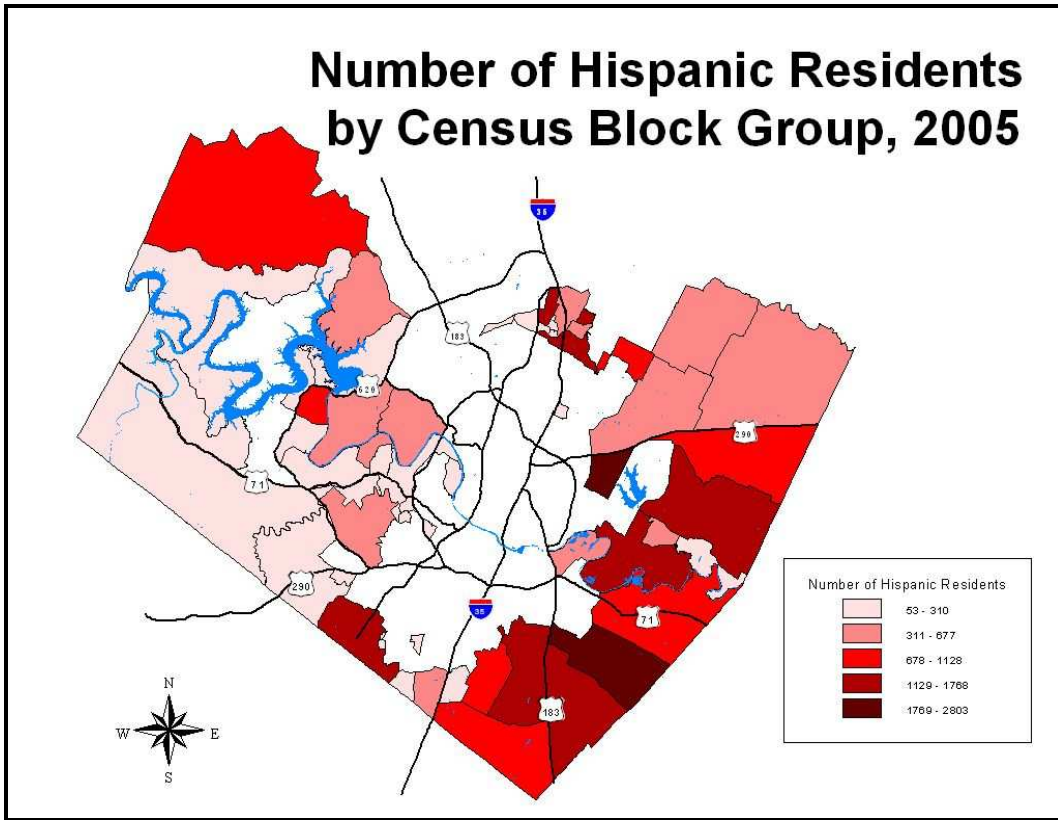 Number of Hispanic Residents
by Census Block Group, 2005
35
183
620
290
71
290
35
71
183
Number of Hispanic Residents
53 - 310
311 - 677
678 - 1128
1129 - 1768
1769 - 2803
N
W E
S